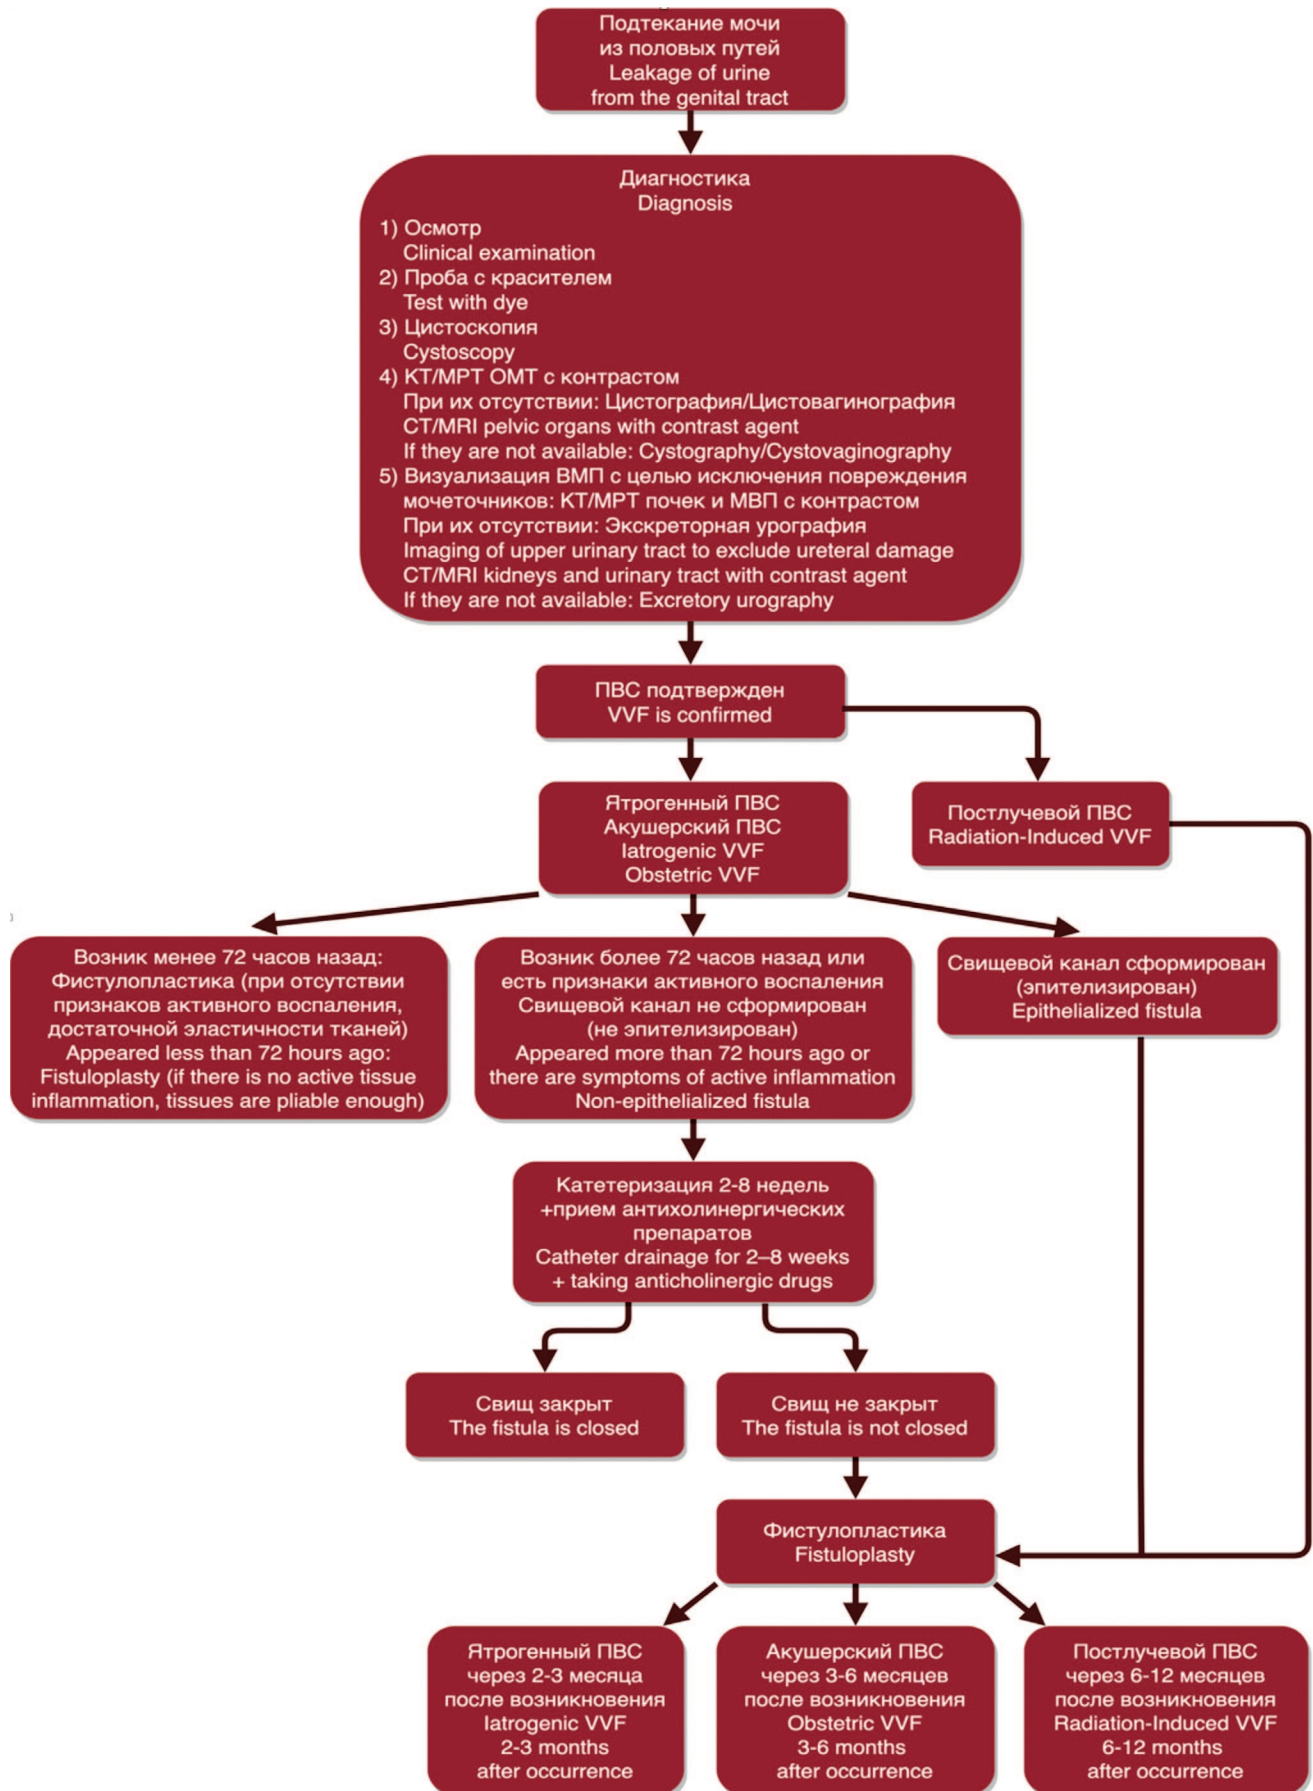 Подтекание мочи
из половых путей
Leakage of urine
from the genital tract
Диагностика
Diagnosis
1) Осмотр
Clinical examination
2) Проба с красителем
Test with dye
3) Цистоскопия
Cystoscopy
4) КТ/МРТ ОМТ с контрастом
При их отсутствии: Цистография/Цистовагинография
CT/MRI pelvic organs with contrast agent
If they are not available: Cystography/Cystovaginography
5) Визуализация ВМП с целью исключения повреждения
мочеточников: КТ/МРТ почек и МВП с контрастом
При их отсутствии: Экскреторная урография
Imaging of upper urinary tract to exclude ureteral damage
CT/MRI kidneys and urinary tract with contrast agent
If they are not available: Excretory urography
ПВС подтвержден
VVF is confirmed
Ятрогенный ПВС
Акушерский ПВС
Iatrogenic VVF
Obstetric VVF
Постлучевой ПВС
Radiation-Induced VVF
Возник менее 72 часов назад:
Фистулопластика (при отсутствии
признаков активного воспаления,
достаточной эластичности тканей)
Appeared less than 72 hours ago:
Fistuloplasty (if there is no active tissue
inflammation, tissues are pliable enough)
Возник более 72 часов назад или
есть признаки активного воспаления
Свищевой канал не сформирован
(не эпителизирован)
Appeared more than 72 hours ago or
there are symptoms of active inflammation
Non-epithelialized fistula
Свищевой канал сформирован
(эпителизирован)
Epithelialized fistula
Катетеризация 2-8 недель
+прием антихолинергических
препаратов
Catheter drainage for 2–8 weeks
+ taking anticholinergic drugs
Свищ закрыт
The fistula is closed
Свищ не закрыт
The fistula is not closed
Фистулопластика
Fistuloplasty
Ятрогенный ПВС
через 2-3 месяца
после возникновения
Iatrogenic VVF
2-3 months
after occurrence
Акушерский ПВС
через 3-6 месяцев
после возникновения
Obstetric VVF
3-6 months
after occurrence
Постлучевой ПВС
через 6-12 месяцев
после возникновения
Radiation-Induced VVF
6-12 months
after occurrence